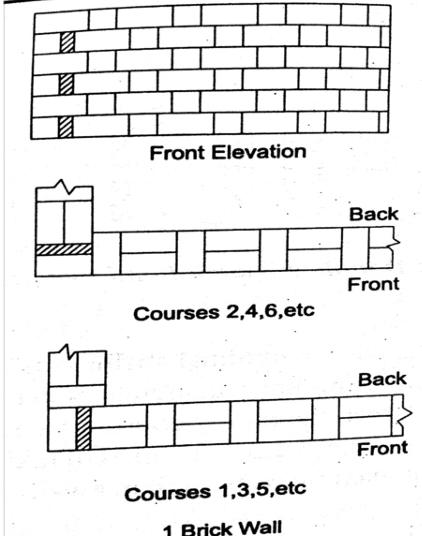 Front Elevation
Back
Front
Courses 2,4,6,etc
Back
Front
Courses 1,3,5,etc
1 Brick Wall